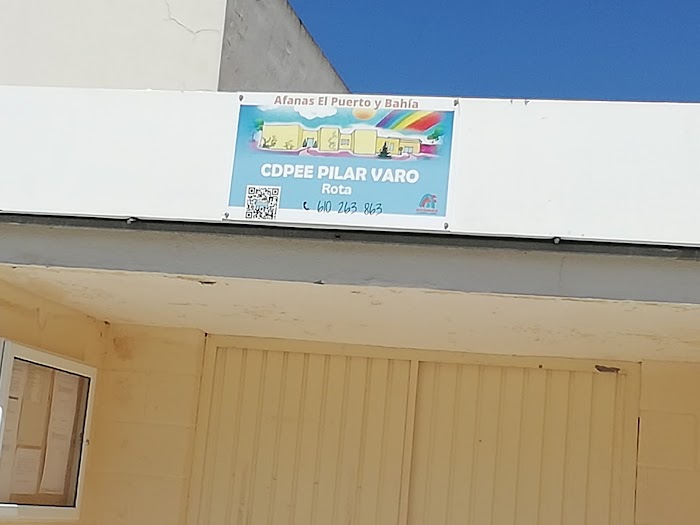 Afanas El Puerto y Bahía
CDPEE PILAR VARO
Rota
610 263 863